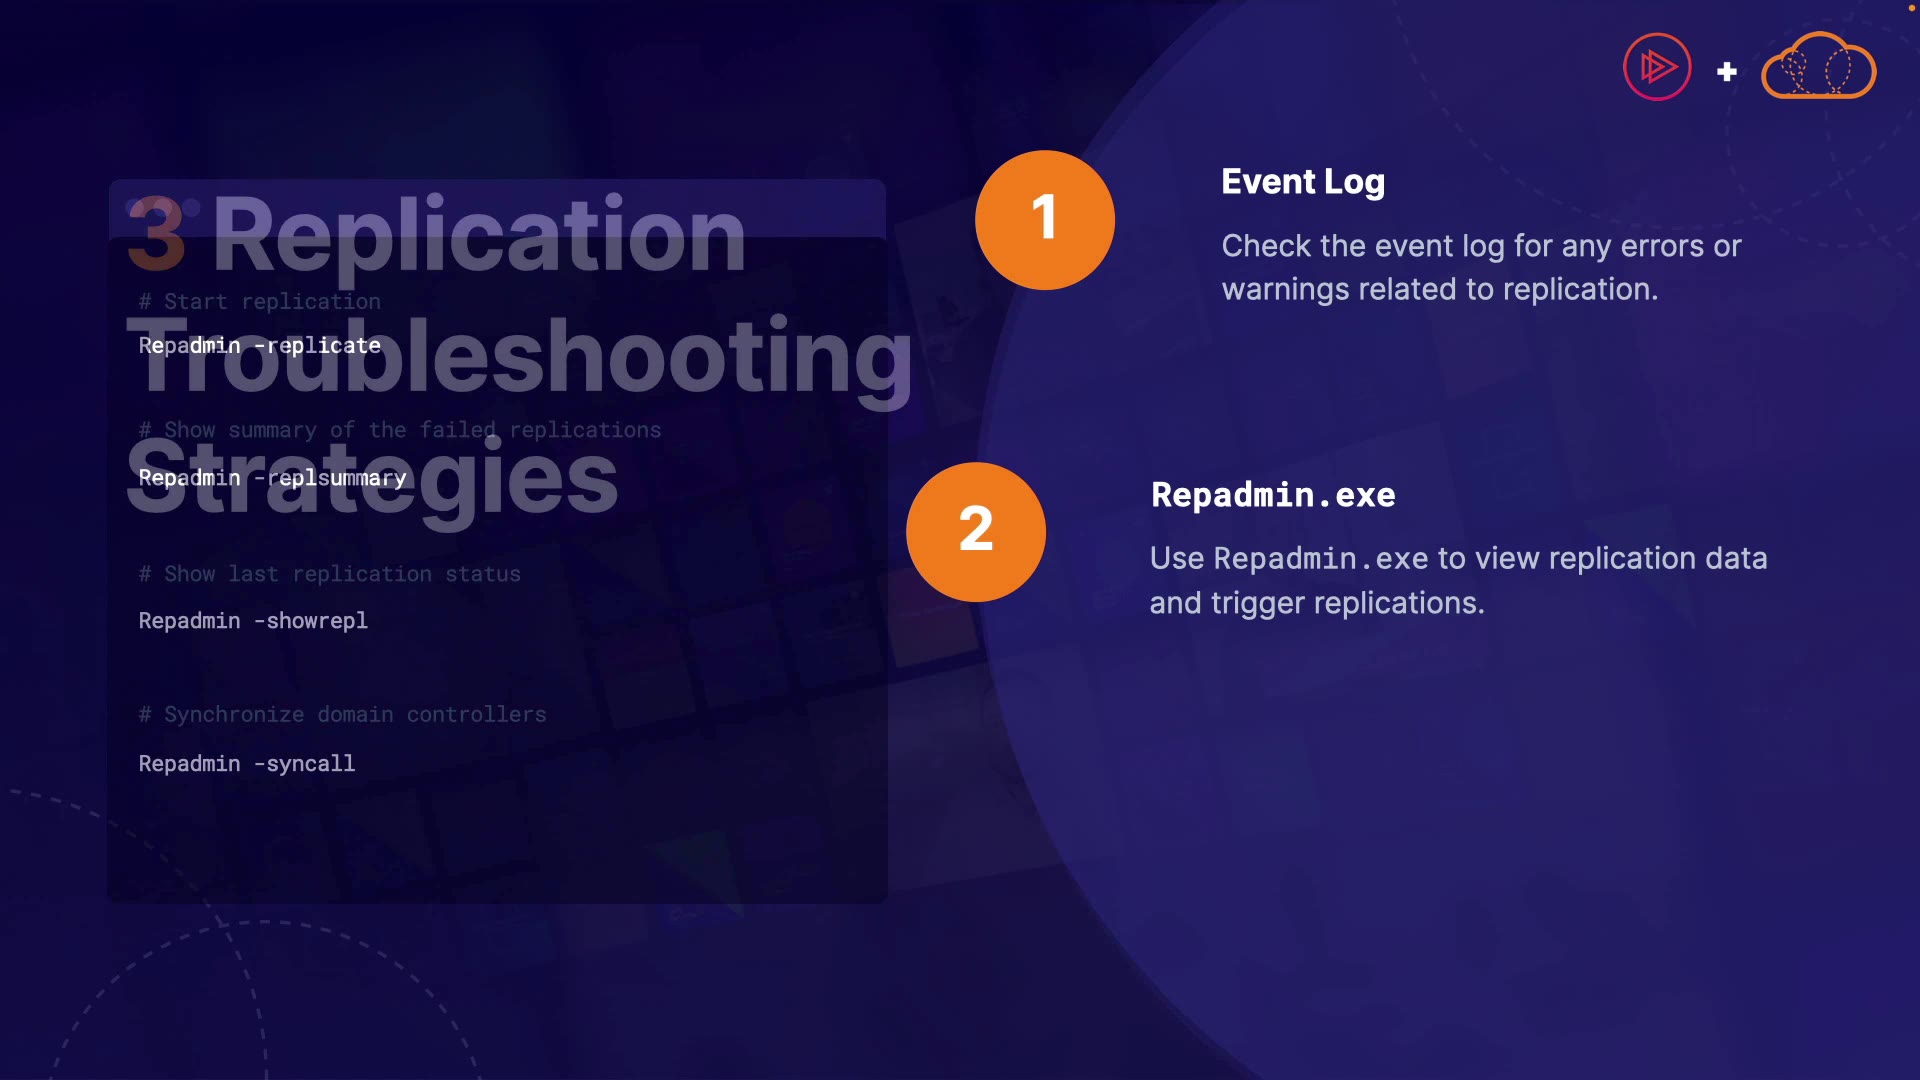 3 Replication
Troubleshooting
Strategies
# Start replication
Repadmin -replicate
# Show summary of the failed replications
Repadmin -replsummary
# Show last replication status
Repadmin -showrepl
# Synchronize domain controllers
Repadmin -syncall
1
Event Log
Check the event log for any errors or
warnings related to replication.
2
Repadmin.exe
Use Repadmin.exe to view replication data
and trigger replications.
+